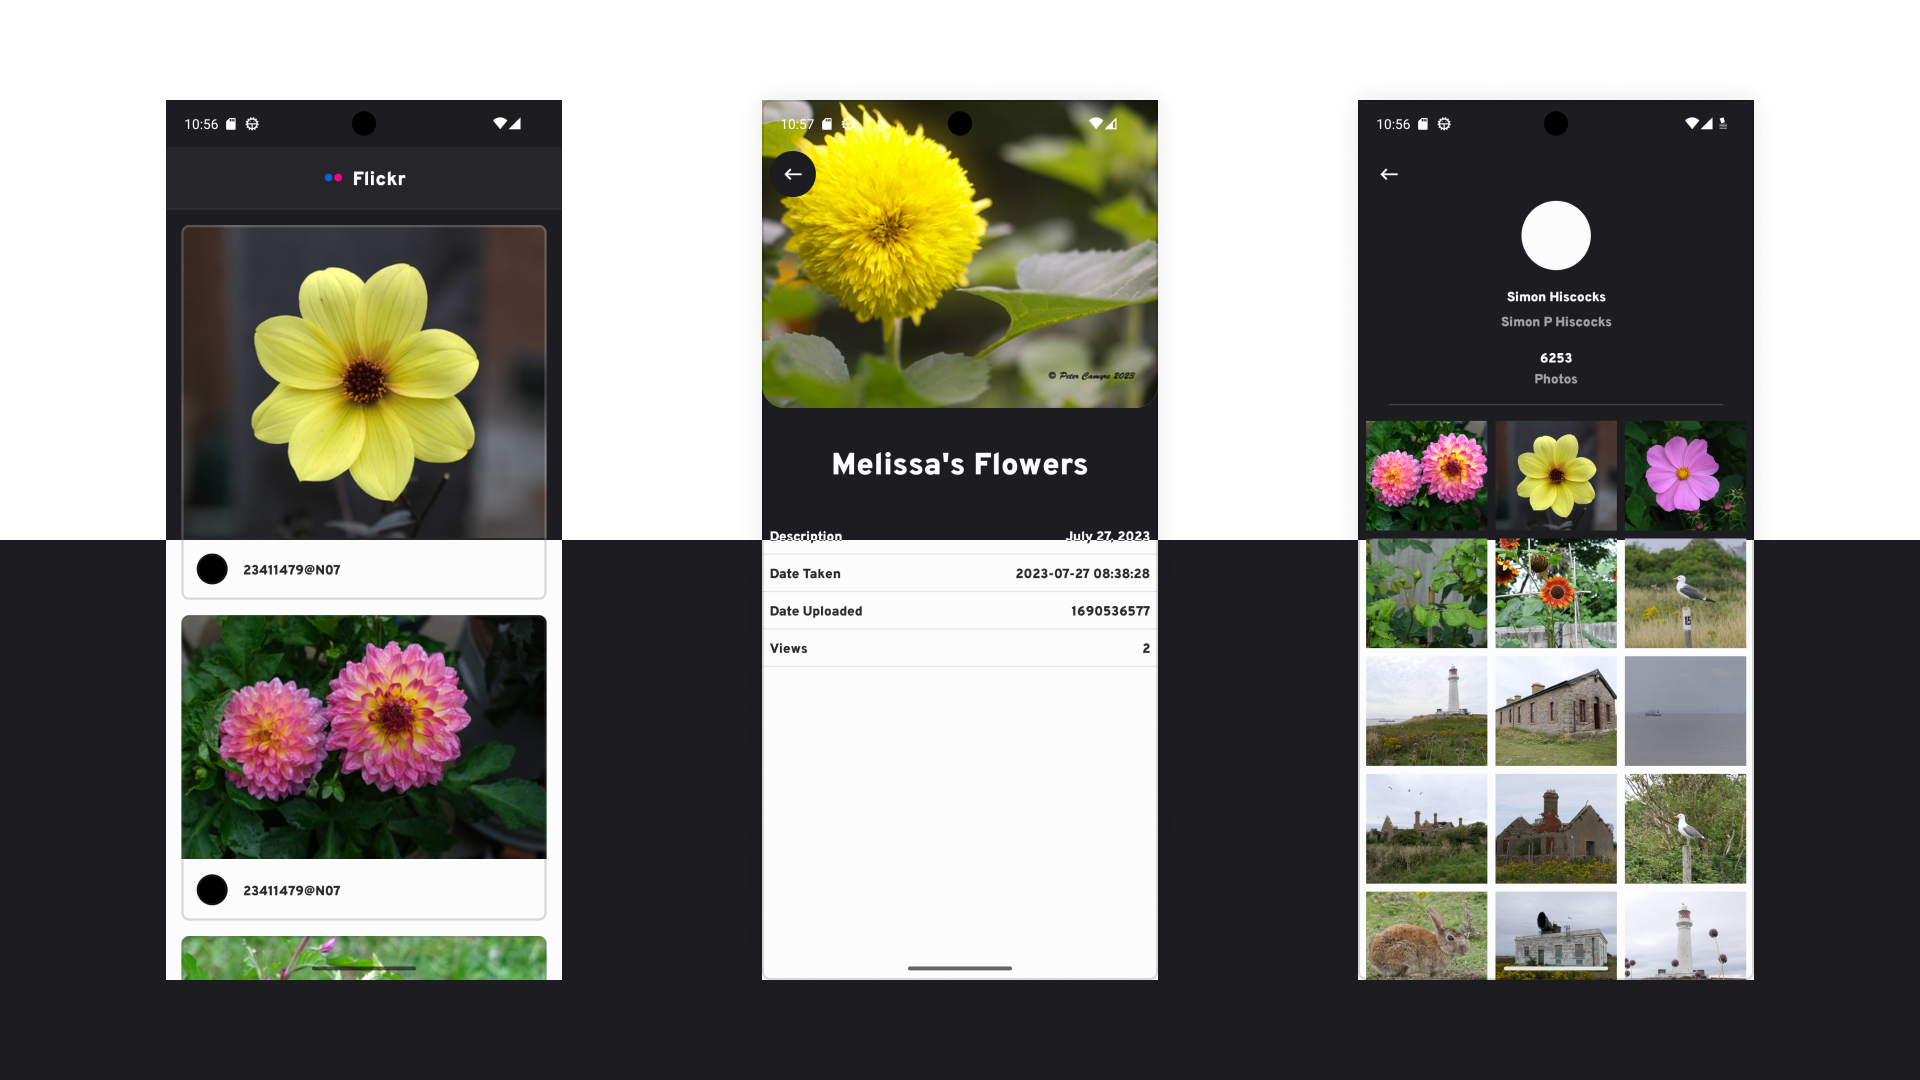 10:56
Flickr
23411479@N07
23411479@N07
10:57
© Peter Camyre 2023
Melissa's Flowers
Description July 27, 2023
Date Taken 2023-07-27 08:38:28
Date Uploaded 1690536577
Views 2
10:56
Simon Hiscocks
Simon P Hiscocks
6253
Photos
15